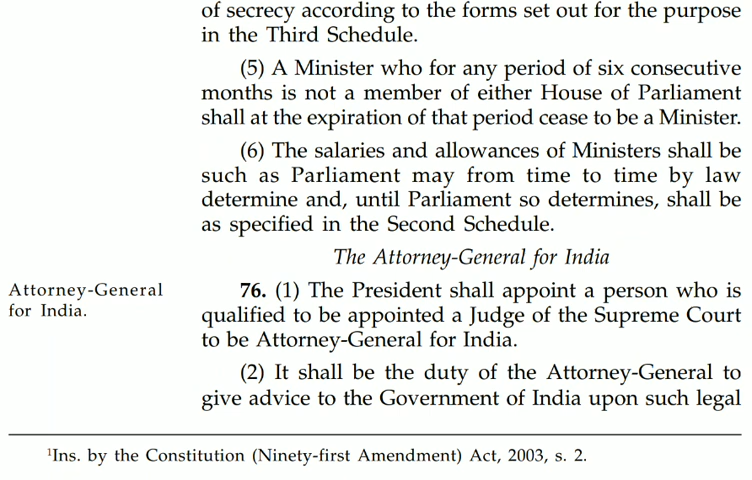 of secrecy according to the forms set out for the purpose
in the Third Schedule.
(5) A Minister who for any period of six consecutive
months is not a member of either House of Parliament
shall at the expiration of that period cease to be a Minister.
(6) The salaries and allowances of Ministers shall be
such as Parliament may from time to time by law
determine and, until Parliament so determines, shall be
as specified in the Second Schedule.
The Attorney-General for India
Attorney-General
for India.
76. (1) The President shall appoint a person who is
qualified to be appointed a Judge of the Supreme Court
to be Attorney-General for India.
(2) It shall be the duty of the Attorney-General to
give advice to the Government of India upon such legal
¹Ins. by the Constitution (Ninety-first Amendment) Act, 2003, s. 2.